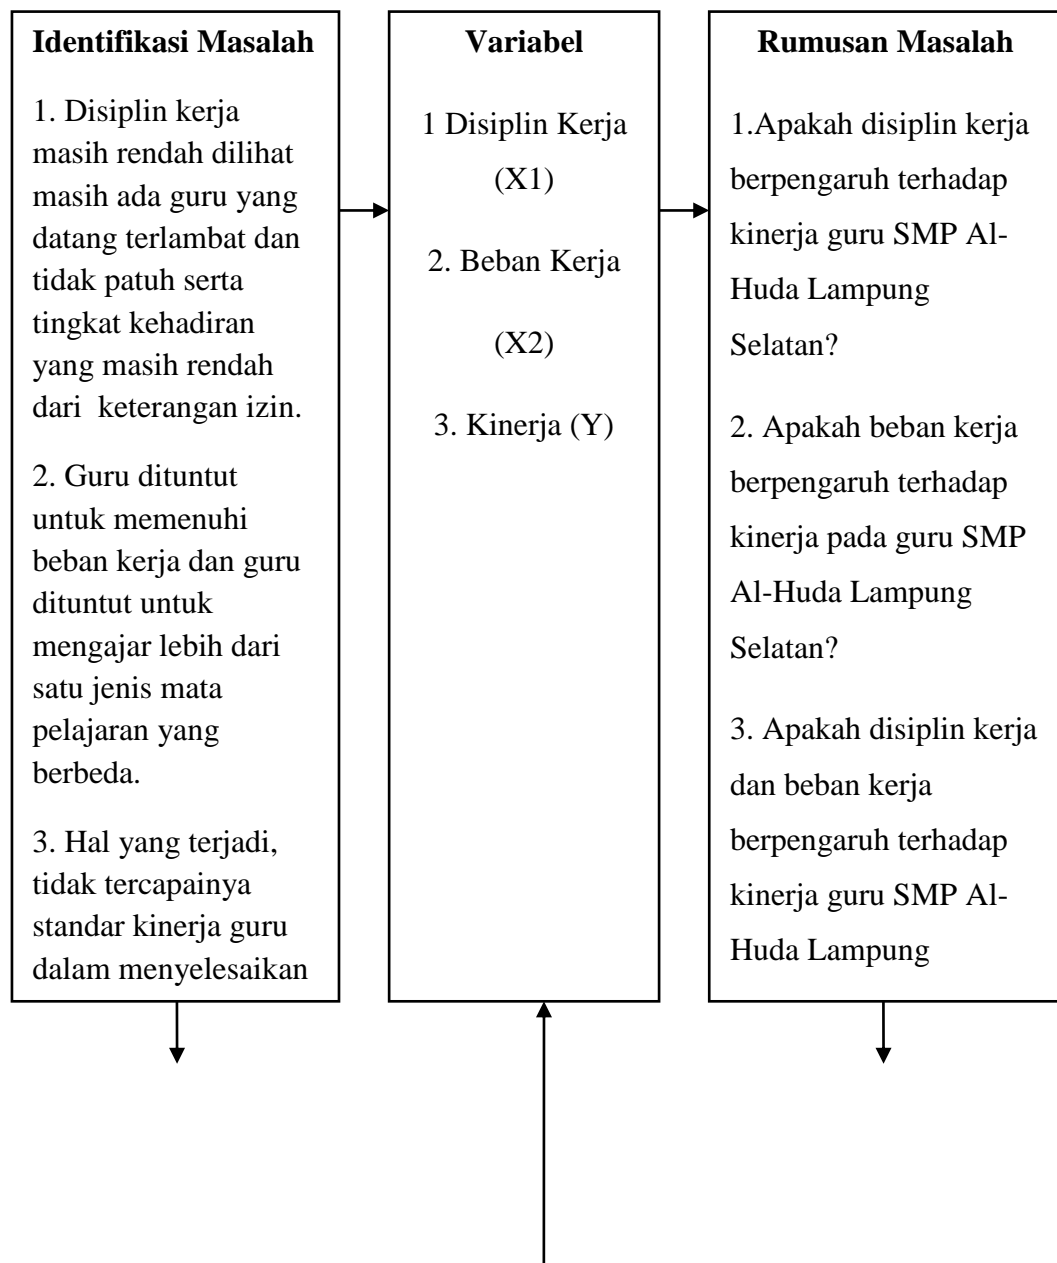 Identifikasi Masalah
1. Disiplin kerja
masih rendah dilihat
masih ada guru yang
datang terlambat dan
tidak patuh serta
tingkat kehadiran
yang masih rendah
dari keterangan izin.
2. Guru dituntut
untuk memenuhi
beban kerja dan guru
dituntut untuk
mengajar lebih dari
satu jenis mata
pelajaran yang
berbeda.
3. Hal yang terjadi,
tidak tercapainya
standar kinerja guru
dalam menyelesaikan
Variabel
1 Disiplin Kerja
(X1)
2. Beban Kerja
(X2)
3. Kinerja (Y)
Rumusan Masalah
1.Apakah disiplin kerja
berpengaruh terhadap
kinerja guru SMP Al-
Huda Lampung
Selatan?
2. Apakah beban kerja
berpengaruh terhadap
kinerja pada guru SMP
Al-Huda Lampung
Selatan?
3. Apakah disiplin kerja
dan beban kerja
berpengaruh terhadap
kinerja guru SMP Al-
Huda Lampung